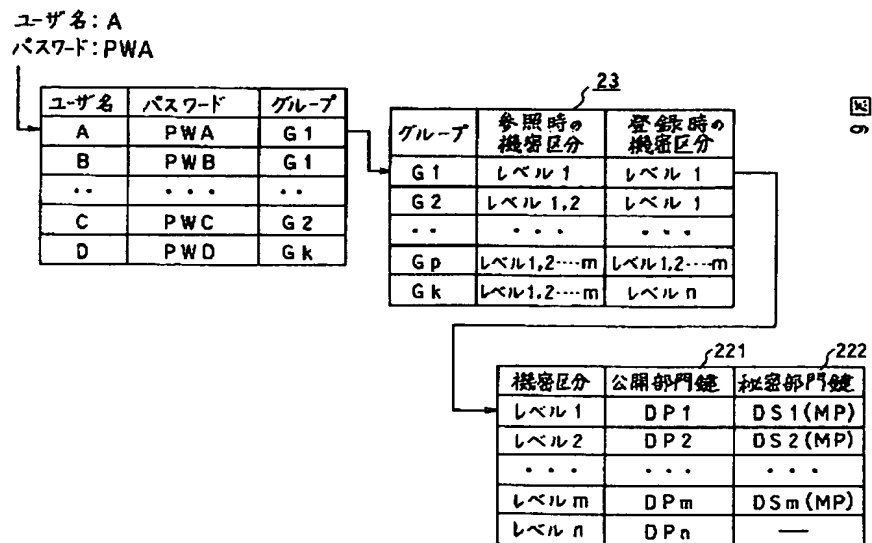 ユーザ名: A
パスワード: PWA
図6
ユーザ名 パスワード グループ
A PWA G1
B PWB G1
・・ ・・・ ・・
C PWC G2
D PWD Gk
23
グループ 参照時の機密区分 登録時の機密区分
G1 レベル1 レベル1
G2 レベル1,2 レベル1
・・ ・・・ ・・・
Gp レベル1,2・・・・m レベル1,2・・・・m
Gk レベル1,2・・・・m レベルn
221 222
機密区分 公開部門鍵 秘密部門鍵
レベル1 DP1 DS1(MP)
レベル2 DP2 DS2(MP)
・・・ ・・・ ・・・
レベルm DPm DSm(MP)
レベルn DPn —